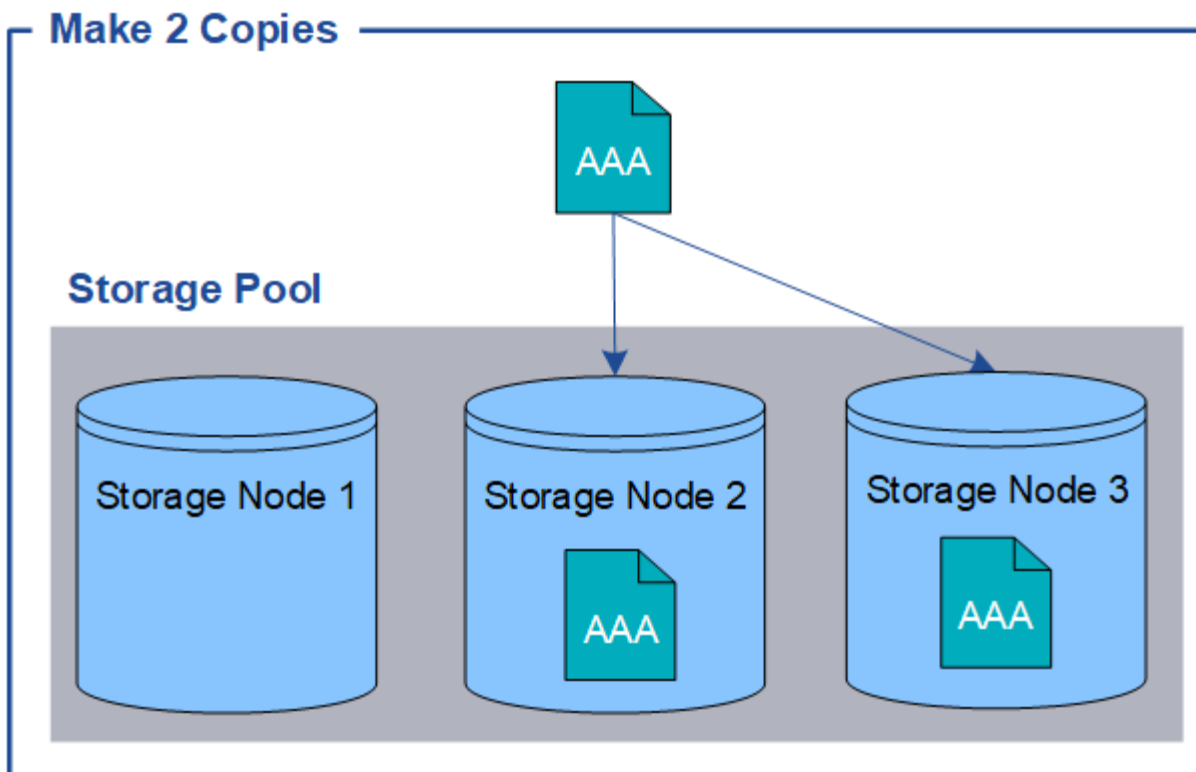 Make 2 Copies
AAA
Storage Pool
Storage Node 1
Storage Node 2
Storage Node 3
AAA
AAA